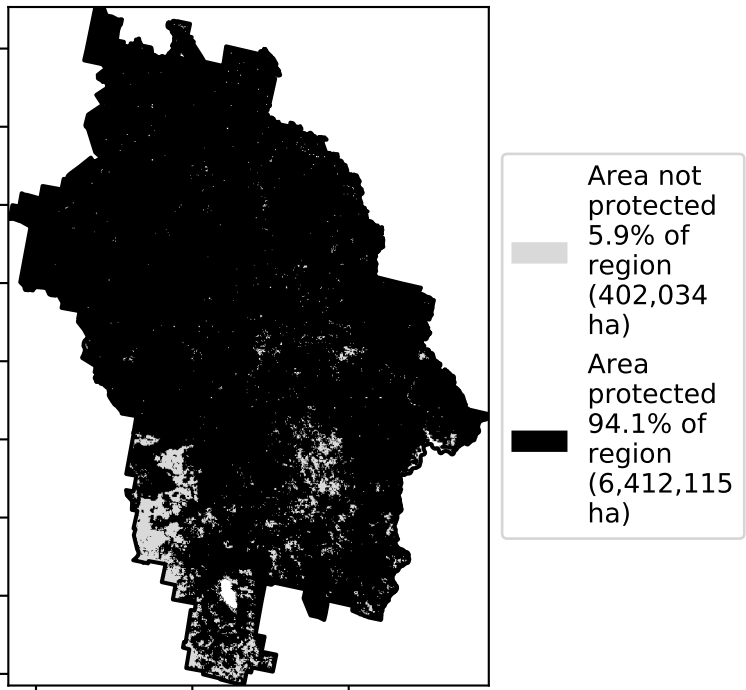 Area not
protected
5.9% of
region
(402,034
ha)
Area
protected
94.1% of
region
(6,412,115
ha)